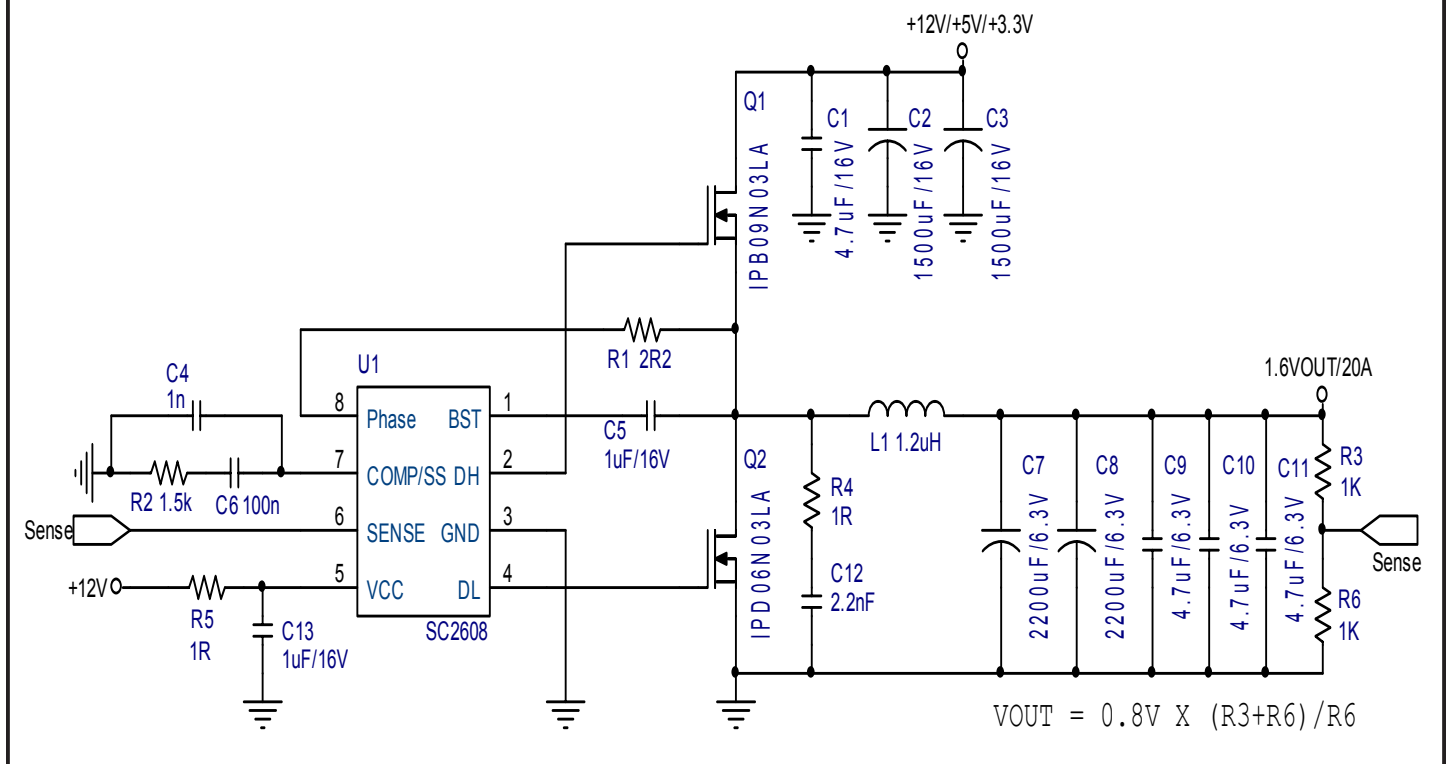 +12V/+5V/+3.3V
Q1
IPB09N03LA
C1
4.7uF/16V
C2
1500uF/16V
C3
1500uF/16V
R1 2R2
U1
C4
1n
8
Phase
BST
1
7
COMP/SS
DH
2
6
SENSE
GND
3
5
VCC
DL
4
SC2608
R2 1.5k
C6 100n
Sense
+12V
R5
1R
C13
1uF/16V
C5
1uF/16V
Q2
IPD06N03LA
R4
1R
C12
2.2nF
L1 1.2uH
1.6VOUT/20A
C7
2200uF/6.3V
C8
2200uF/6.3V
C9
4.7uF/6.3V
C10
4.7uF/6.3V
C11
4.7uF/6.3V
R3
1K
Sense
R6
1K
VOUT = 0.8V X (R3+R6)/R6